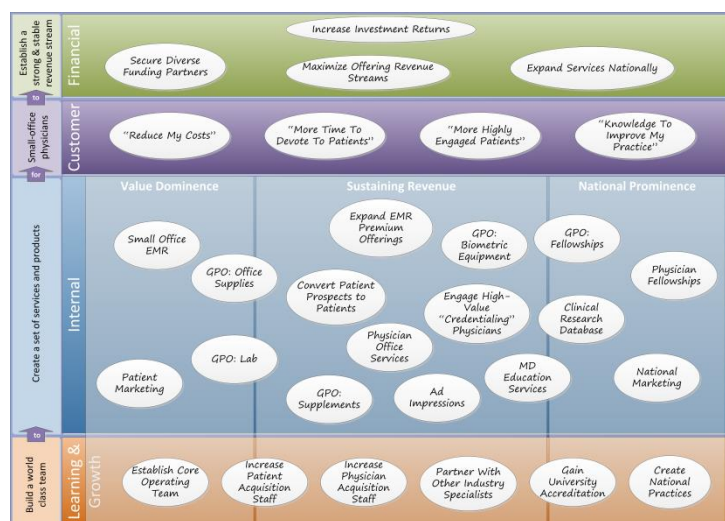 Establish a
strong & stable
revenue stream
Financial
Increase Investment Returns
Secure Diverse
Funding Partners
Maximize Offering Revenue
Streams
Expand Services Nationally
to
Small-office
physicians
Customer
“Reduce My Costs”
“More Time To
Devote To Patients”
“More Highly
Engaged Patients”
“Knowledge To
Improve My
Practice”
for
Create a set of services and products
Internal
Value Dominence
Sustaining Revenue
National Prominence
Small Office
EMR
GPO: Office
Supplies
GPO: Lab
Patient
Marketing
Expand EMR
Premium
Offerings
GPO:
Biometric
Equipment
Convert Patient
Prospects to
Patients
Engage High-
Value
“Credentialing”
Physicians
Physician
Office
Services
GPO:
Supplements
Ad
Impressions
MD
Education
Services
GPO:
Fellowships
Physician
Fellowships
Clinical
Research
Database
National
Marketing
to
Build a world
class team
Learning &
Growth
Establish Core
Operating
Team
Increase
Patient
Acquisition
Staff
Increase
Physician
Acquisition
Staff
Partner With
Other Industry
Specialists
Gain
University
Accreditation
Create
National
Practices